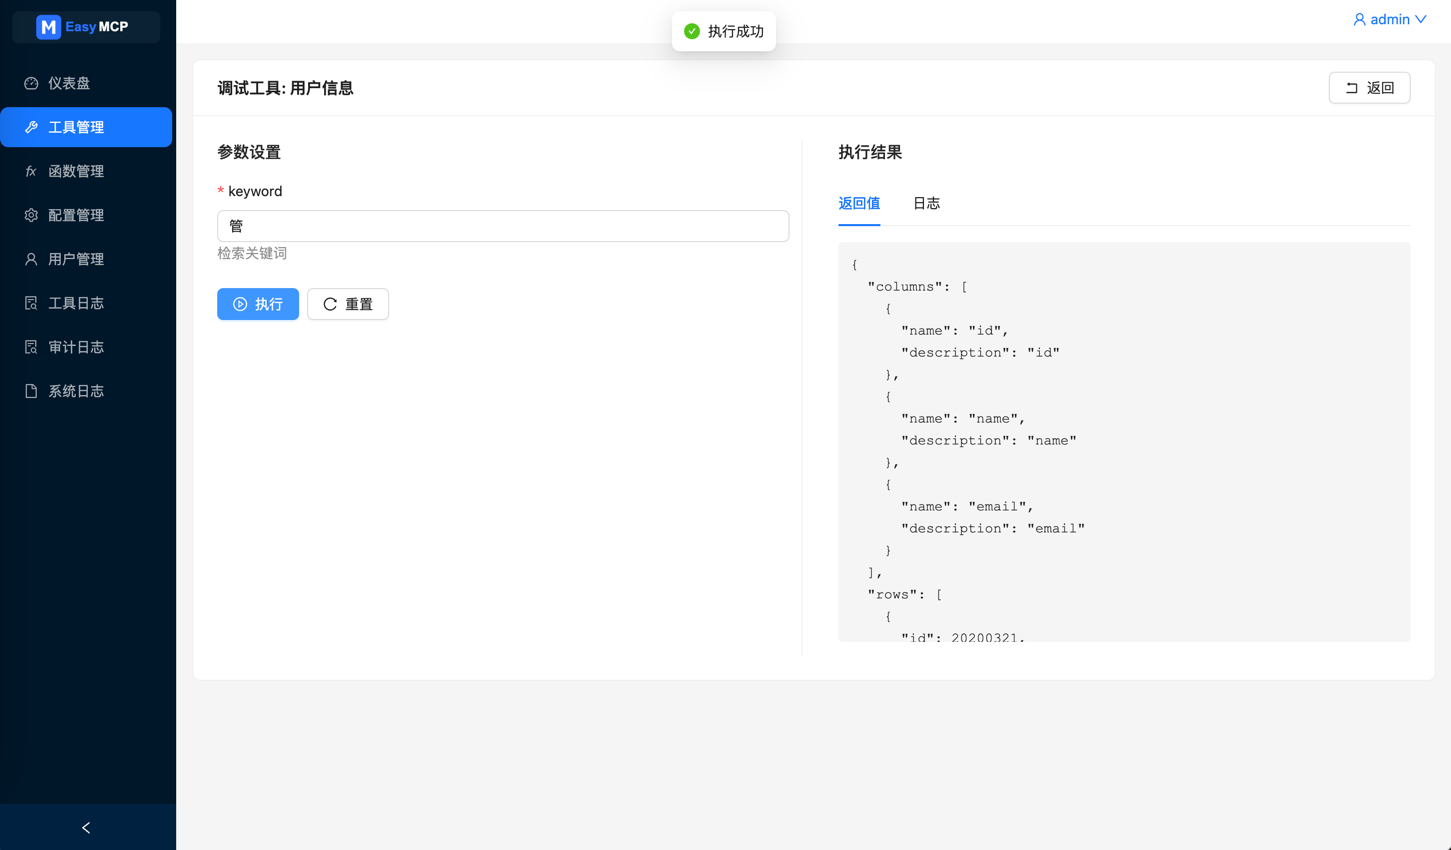 M Easy MCP
执行成功
admin
仪表盘
工具管理
函数管理
配置管理
用户管理
工具日志
审计日志
系统日志
调试工具: 用户信息
返回
参数设置
* keyword
管
检索关键词
执行
重置
执行结果
返回值
日志
{
"columns": [
{
"name": "id",
"description": "id"
},
{
"name": "name",
"description": "name"
},
{
"name": "email",
"description": "email"
}
],
"rows": [
{
"id": 20200321,